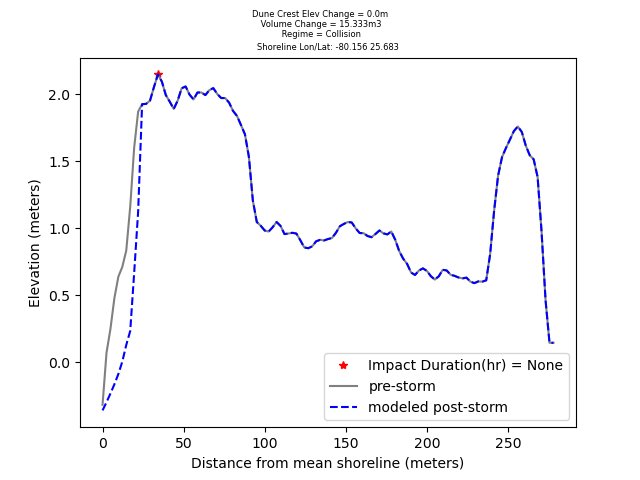 Dune Crest Elev Change = 0.0m
Volume Change = 15.333m3
Regime = Collision
Shoreline Lon/Lat: -80.156 25.683
2.0
1.5
1.0
0.5
0.0
Elevation (meters)
Impact Duration(hr) = None
pre-storm
modeled post-storm
0 50 100 150 200 250
Distance from mean shoreline (meters)